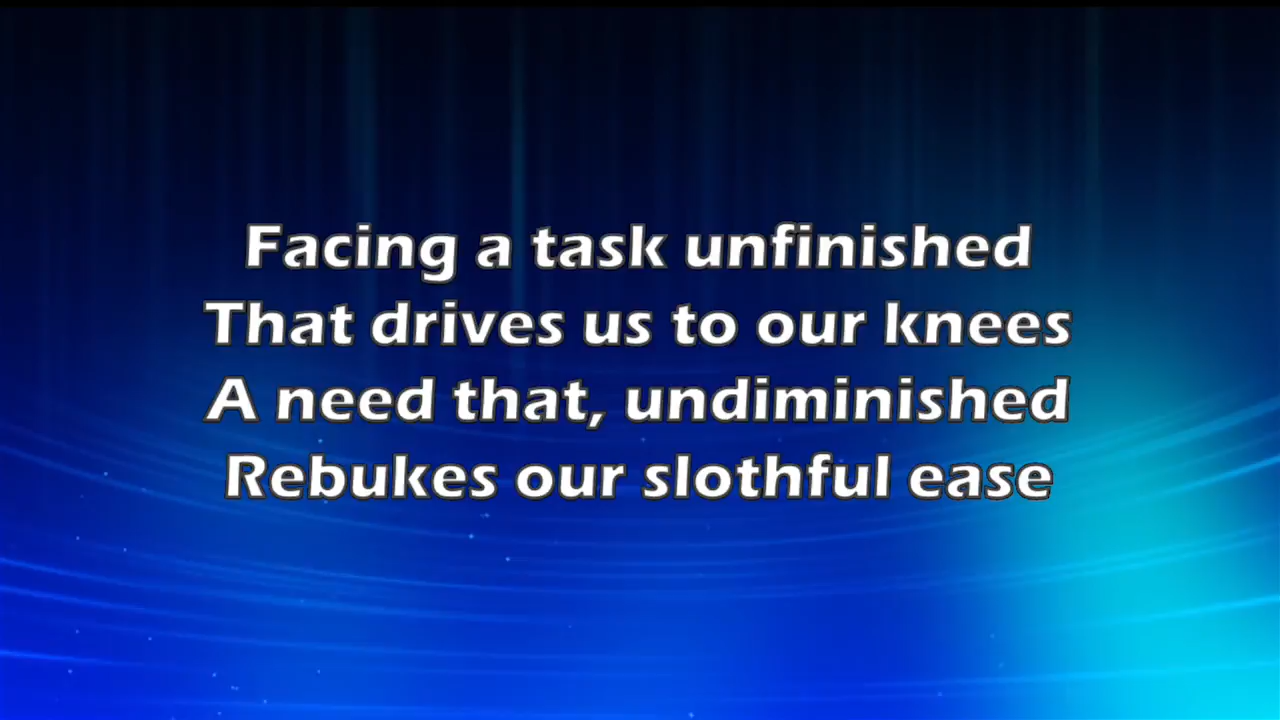 Facing a task unfinished
That drives us to our knees
A need that, undiminished
Rebukes our slothful ease